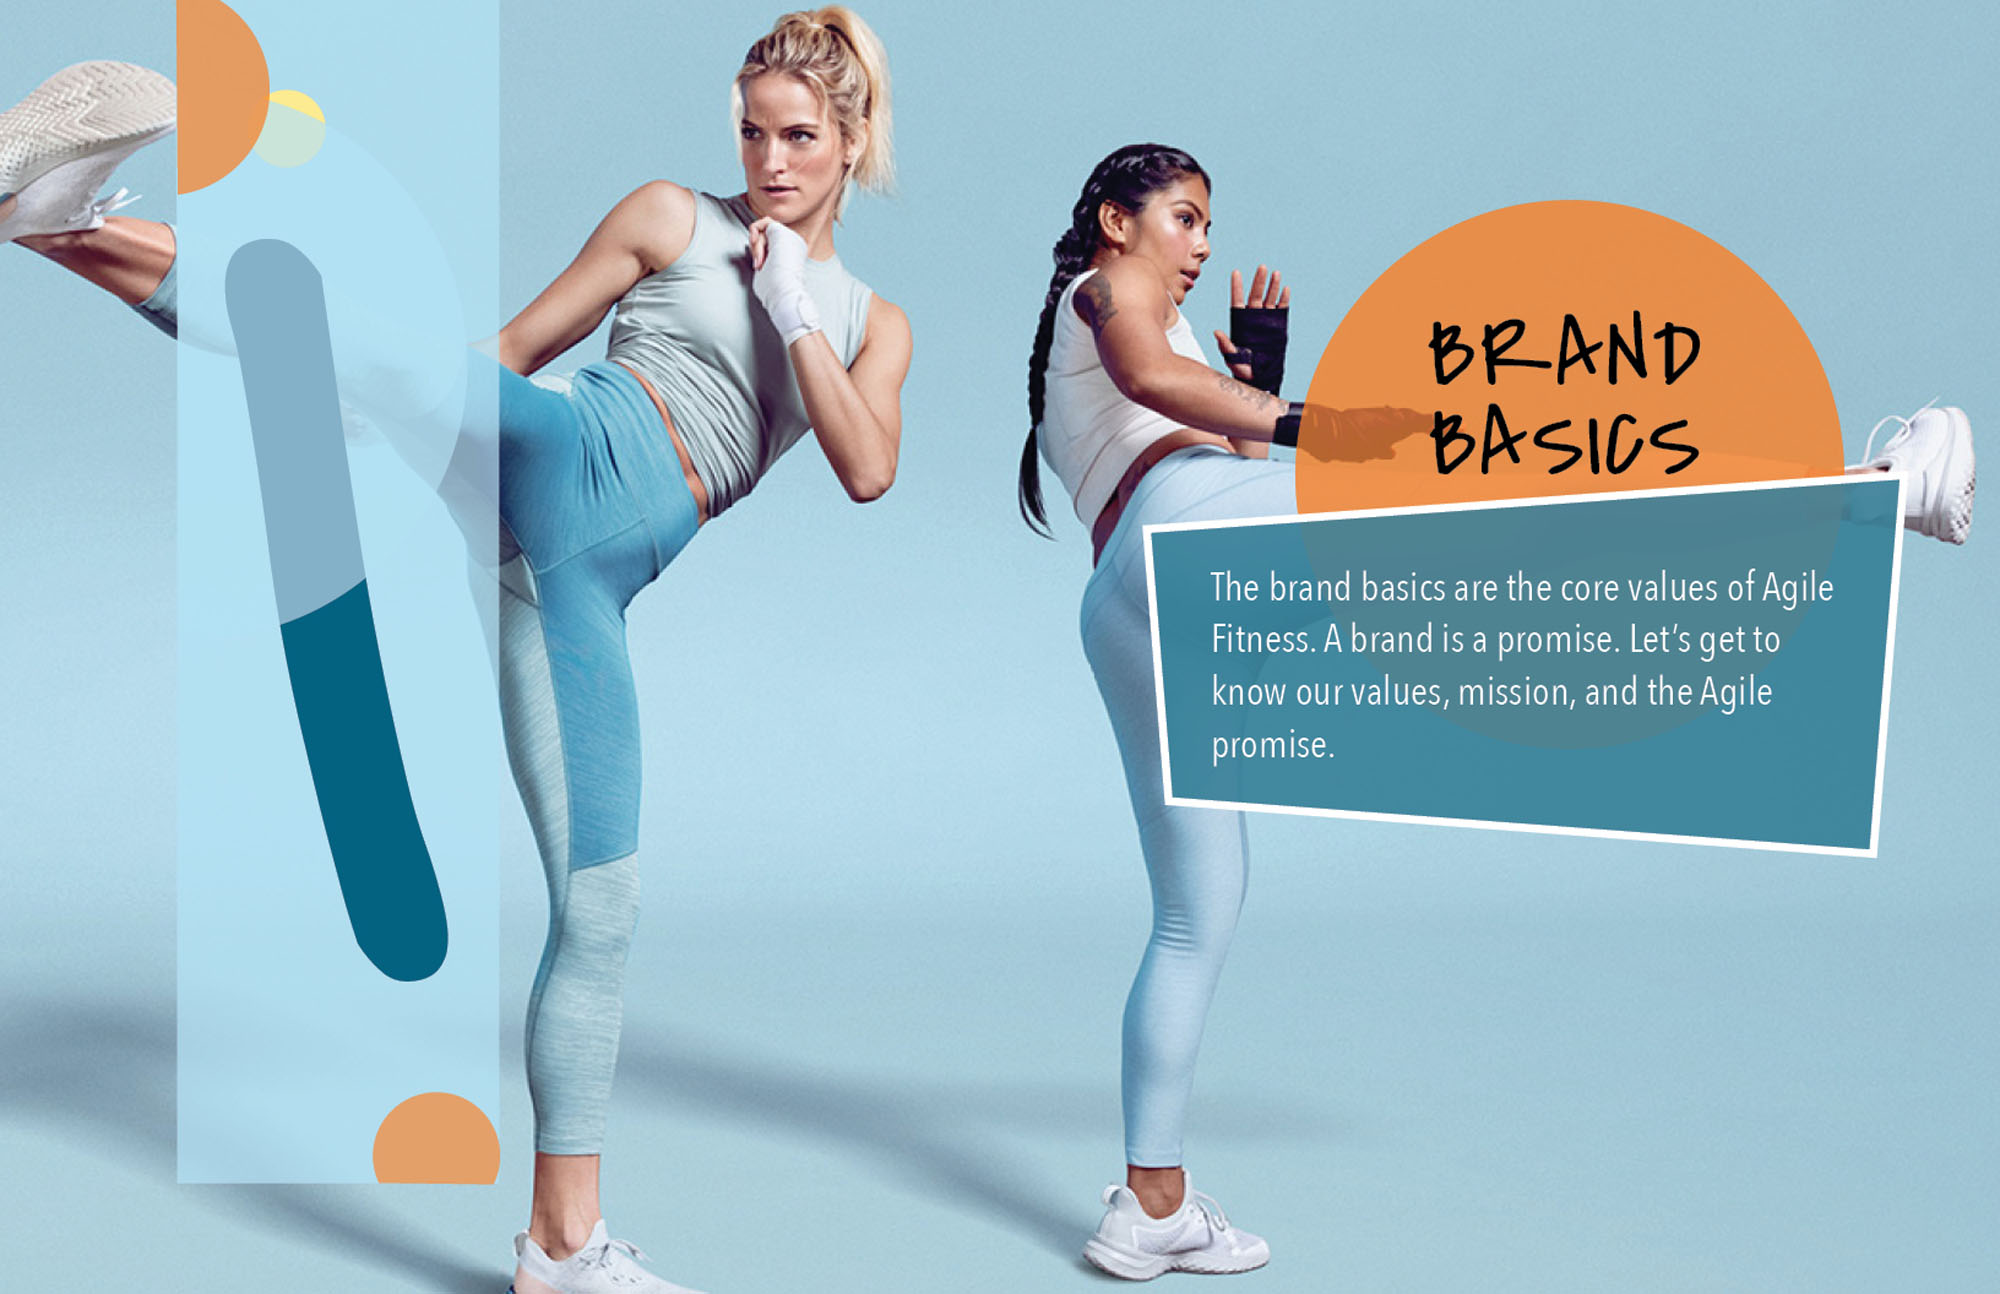 BRAND
BASICS
The brand basics are the core values of Agile
Fitness. A brand is a promise. Let’s get to
know our values, mission, and the Agile
promise.